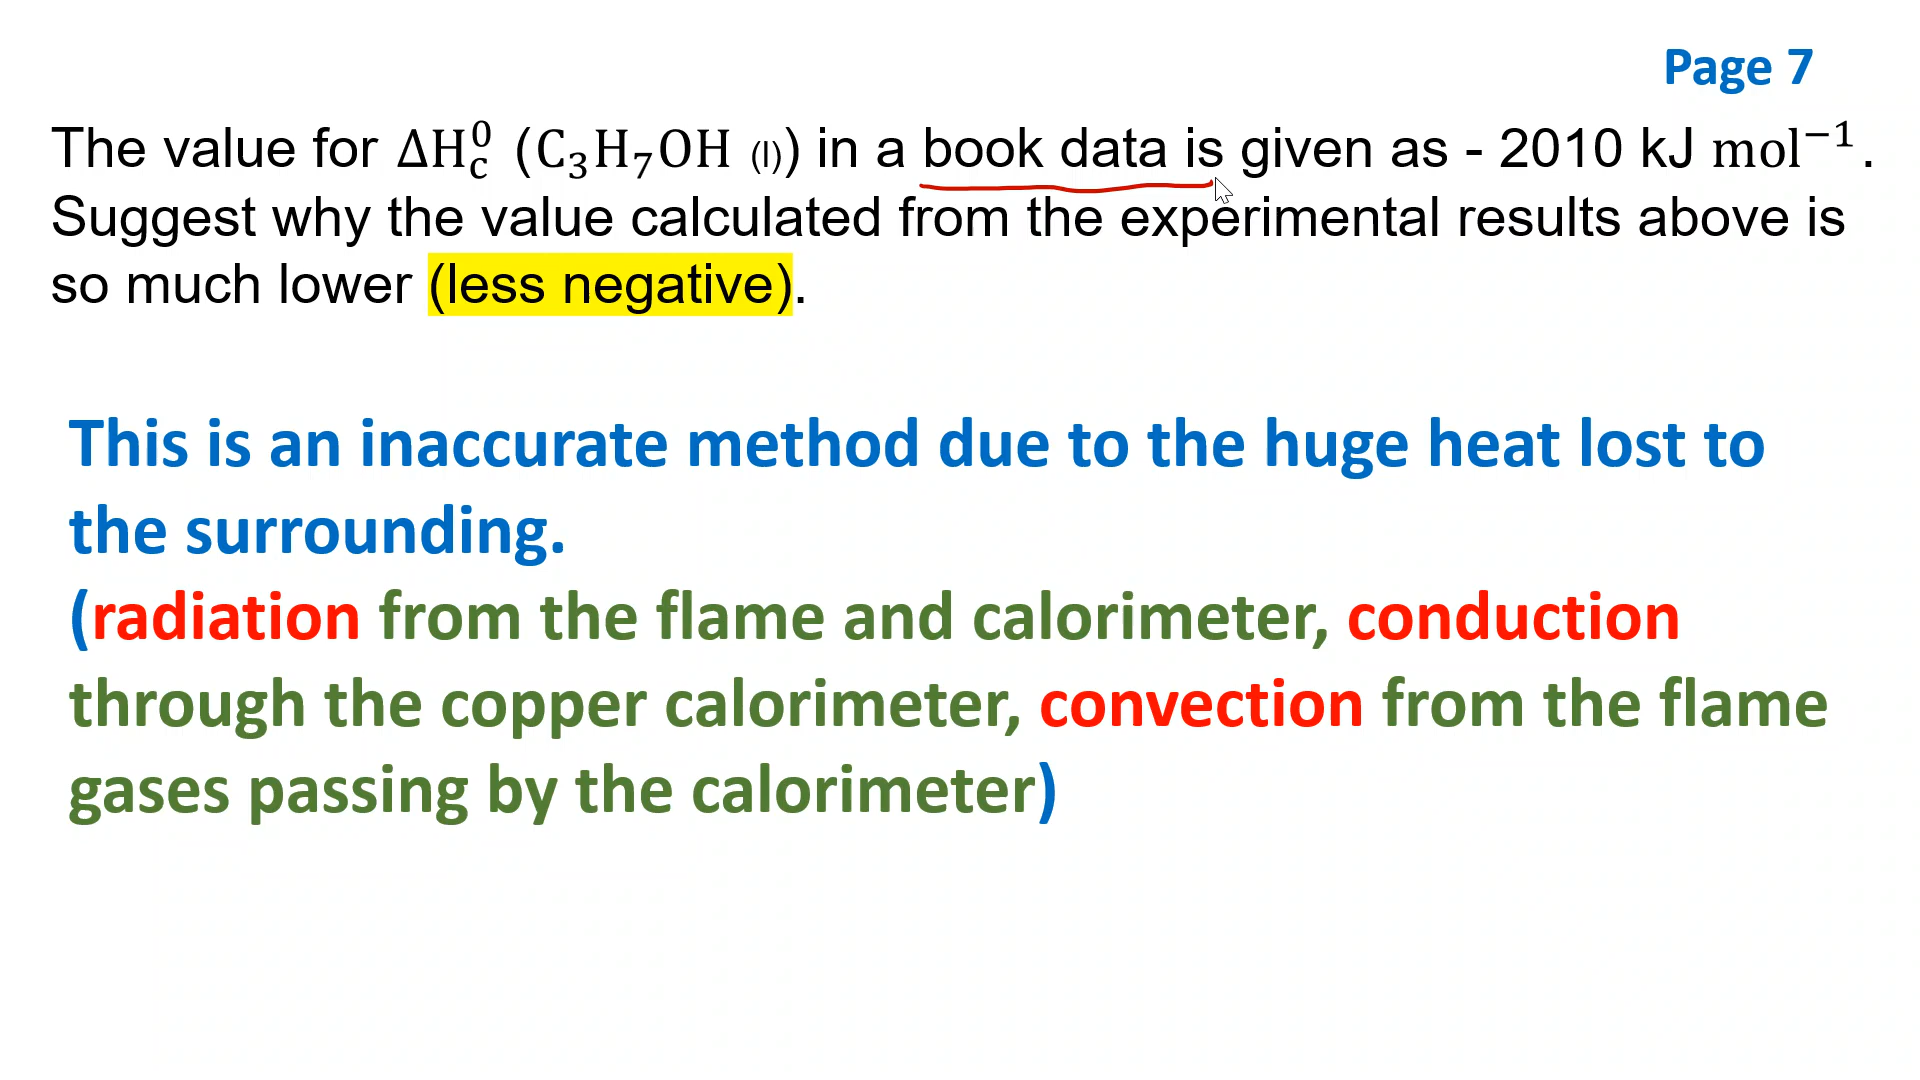 Page 7
The value for ΔH⁰c (C₃H₇OH (l)) in a book data is given as - 2010 kJ mol⁻¹.
Suggest why the value calculated from the experimental results above is
so much lower (less negative).
This is an inaccurate method due to the huge heat lost to
the surrounding.
(radiation from the flame and calorimeter, conduction
through the copper calorimeter, convection from the flame
gases passing by the calorimeter)